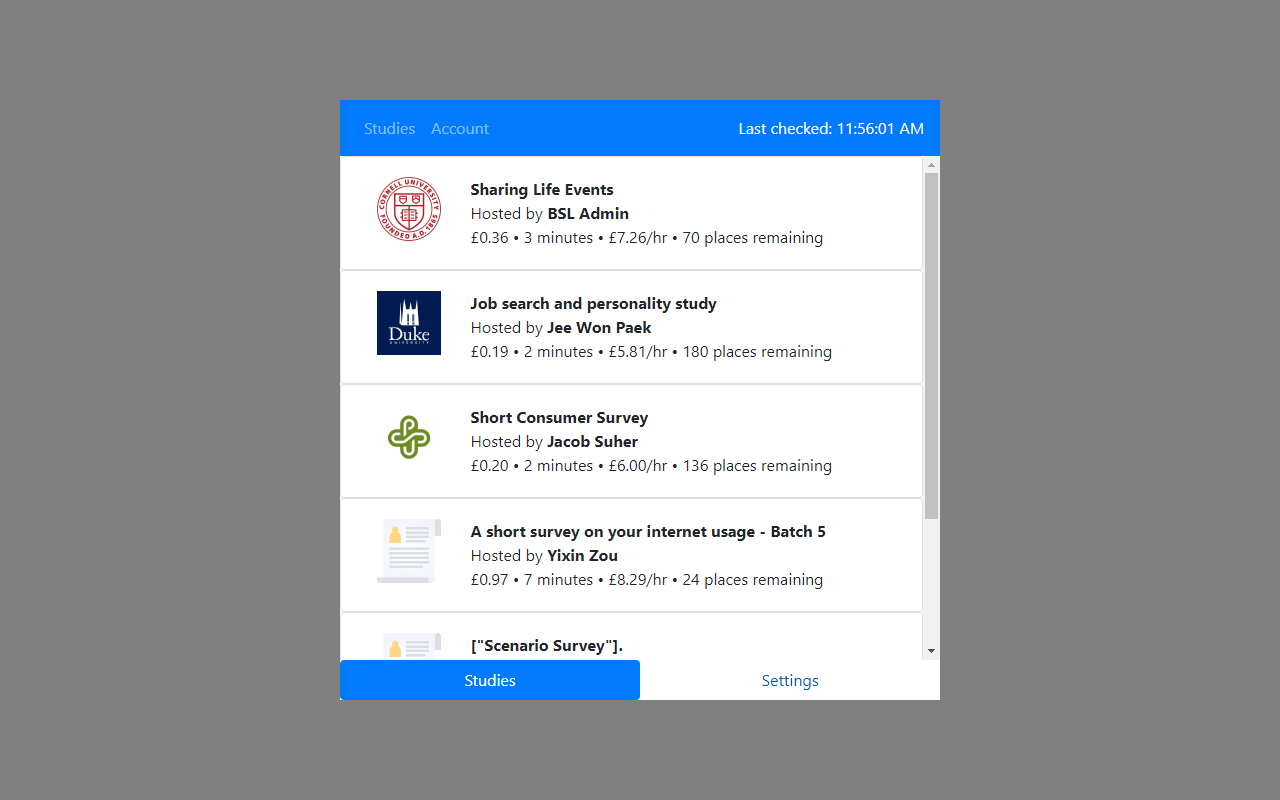 Studies Account Last checked: 11:56:01 AM
CORNELL UNIVERSITY FOUNDED A.D. 1865
Sharing Life Events
Hosted by BSL Admin
£0.36 • 3 minutes • £7.26/hr • 70 places remaining
Duke
UNIVERSITY
Job search and personality study
Hosted by Jee Won Paek
£0.19 • 2 minutes • £5.81/hr • 180 places remaining
Short Consumer Survey
Hosted by Jacob Suher
£0.20 • 2 minutes • £6.00/hr • 136 places remaining
A short survey on your internet usage - Batch 5
Hosted by Yixin Zou
£0.97 • 7 minutes • £8.29/hr • 24 places remaining
["Scenario Survey"].
Studies Settings